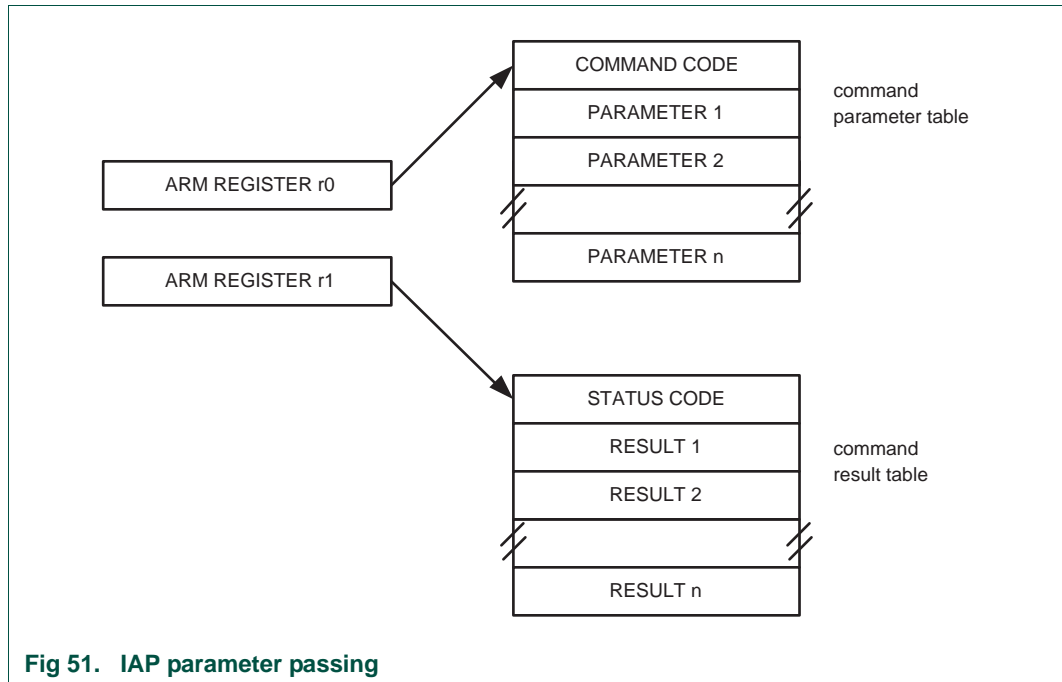 COMMAND CODE
PARAMETER 1
PARAMETER 2
PARAMETER n
command
parameter table
ARM REGISTER r0
ARM REGISTER r1
STATUS CODE
RESULT 1
RESULT 2
RESULT n
command
result table
Fig 51. IAP parameter passing